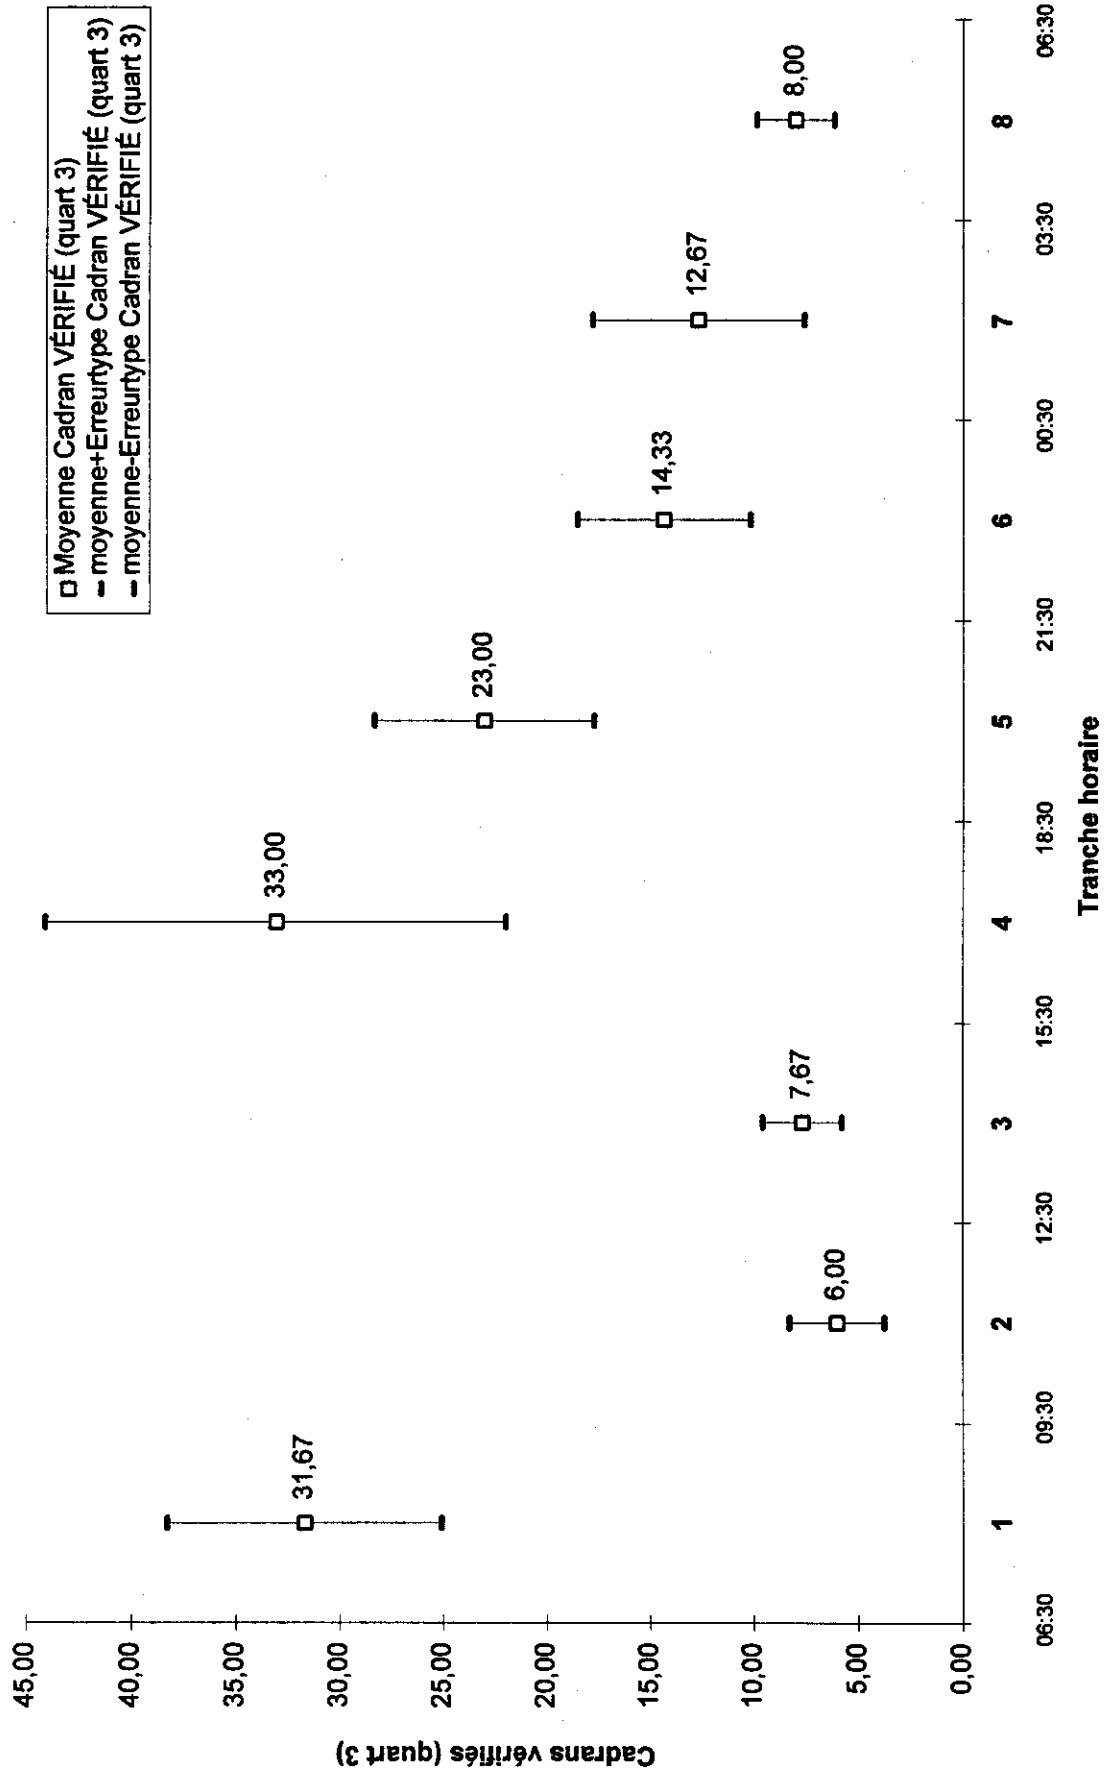 □ Moyenne Cadran VÉRIFIÉ (quart 3)
- moyenne+Erreurtype Cadran VÉRIFIÉ (quart 3)
- moyenne-Erreurtype Cadran VÉRIFIÉ (quart 3)
Cadrans vérifiés (quart 3)
45,00
40,00
35,00
30,00
25,00
20,00
15,00
10,00
5,00
0,00
31,67
6,00
7,67
33,00
23,00
14,33
12,67
8,00
1 2 3 4 5 6 7 8
06:30 09:30 12:30 15:30 18:30 21:30 00:30 03:30 06:30
Tranche horaire